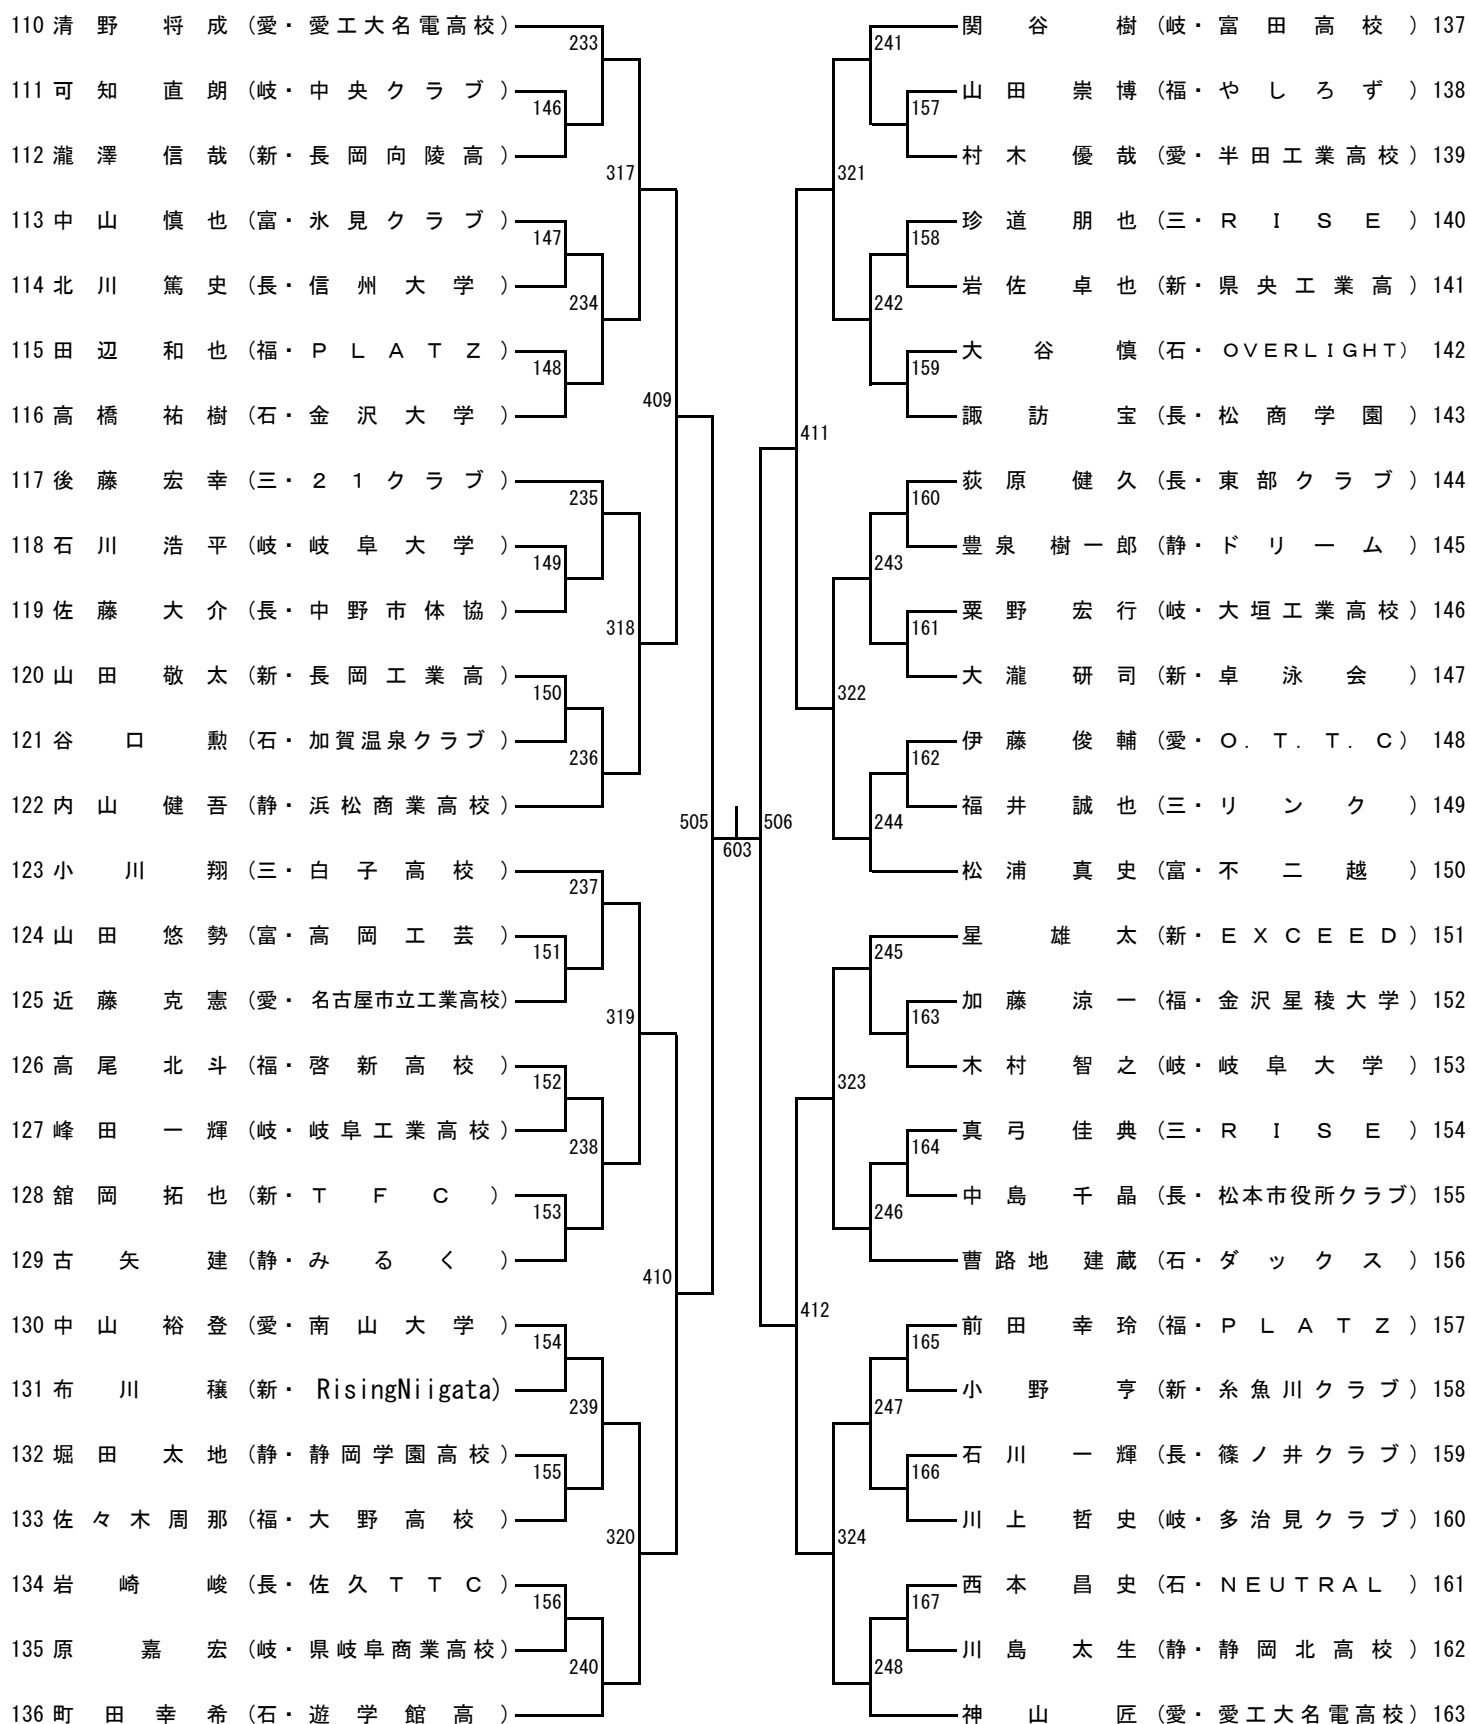 110 清野 将成 (愛・愛工大名電高校)
233
111 可知 直朗 (岐・中央クラブ)
146
112 瀧澤 信哉 (新・長岡向陵高)
317
113 中山 慎也 (富・氷見クラブ)
147
114 北川 篤史 (長・信州大学)
234
115 田辺 和也 (福・PLATZ)
148
409
116 高橋 祐樹 (石・金沢大学)
117 後藤 宏幸 (三・21クラブ)
235
118 石川 浩平 (岐・岐阜大学)
149
119 佐藤 大介 (長・中野市体協)
318
120 山田 敬太 (新・長岡工業高)
150
121 谷口 勲 (石・加賀温泉クラブ)
236
122 内山 健吾 (静・浜松商業高校)
505
603
123 小川 翔 (三・白子高校)
237
124 山田 悠勢 (富・高岡工芸)
151
125 近藤 克憲 (愛・名古屋市立工業高校)
319
126 高尾 北斗 (福・啓新高校)
152
127 峰田 一輝 (岐・岐阜工業高校)
238
128 舘岡 拓也 (新・TFC)
153
129 古矢 建 (静・みるく)
410
130 中山 裕登 (愛・南山大学)
154
131 布川 穣 (新・RisingNiigata)
239
132 堀田 太地 (静・静岡学園高校)
155
133 佐々木周那 (福・大野高校)
320
134 岩崎 峻 (長・佐久TTC)
156
135 原 嘉宏 (岐・県岐阜商業高校)
240
136 町田 幸希 (石・遊学館高)
関谷 樹 (岐・富田高校) 137
241
山田 崇博 (福・やしろず) 138
157
村木 優哉 (愛・半田工業高校) 139
321
珍道 朋也 (三・RISE) 140
158
岩佐 卓也 (新・県央工業高) 141
242
大谷 慎 (石・OVERLIGHT) 142
159
諏訪 宝 (長・松商学園) 143
411
荻原 健久 (長・東部クラブ) 144
160
豊泉 樹一郎 (静・ドリーム) 145
243
粟野 宏行 (岐・大垣工業高校) 146
161
大瀧 研司 (新・卓泳会) 147
322
伊藤 俊輔 (愛・O.T.T.C) 148
162
福井 誠也 (三・リンク) 149
506
244
松浦 真史 (富・不二越) 150
星 雄太 (新・EXCEED) 151
245
加藤 涼一 (福・金沢星稜大学) 152
163
木村 智之 (岐・岐阜大学) 153
323
真弓 佳典 (三・RISE) 154
164
中島 千晶 (長・松本市役所クラブ) 155
246
曹路地 建蔵 (石・ダックス) 156
412
前田 幸玲 (福・PLATZ) 157
165
小野 亨 (新・糸魚川クラブ) 158
247
石川 一輝 (長・篠ノ井クラブ) 159
166
川上 哲史 (岐・多治見クラブ) 160
324
西本 昌史 (石・NEUTRAL) 161
167
川島 太生 (静・静岡北高校) 162
248
神山 匠 (愛・愛工大名電高校) 163